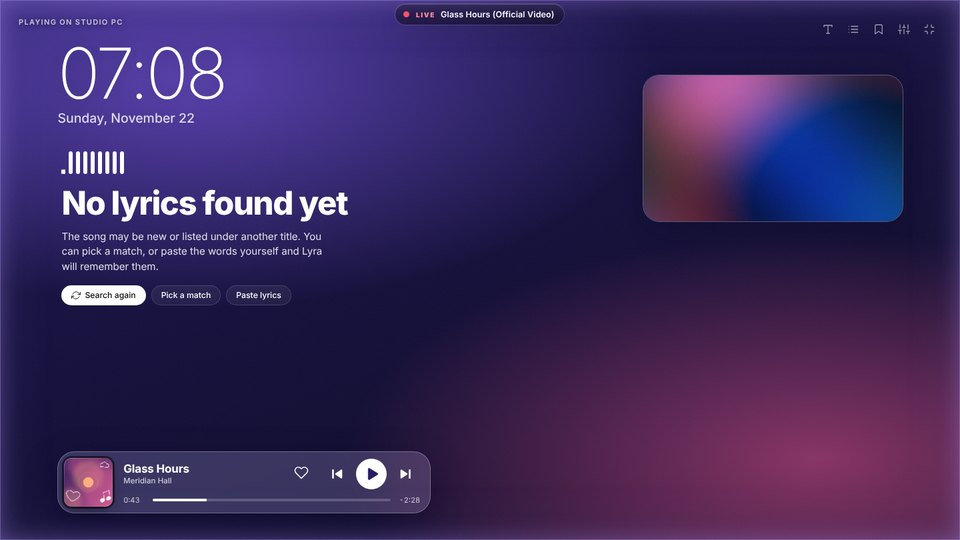 PLAYING ON STUDIO PC
LIVE Glass Hours (Official Video)
07:08
Sunday, November 22
No lyrics found yet
The song may be new or listed under another title. You
can pick a match, or paste the words yourself and Lyra
will remember them.
Search again
Pick a match
Paste lyrics
Glass Hours
Meridian Hall
0:43
-2:28